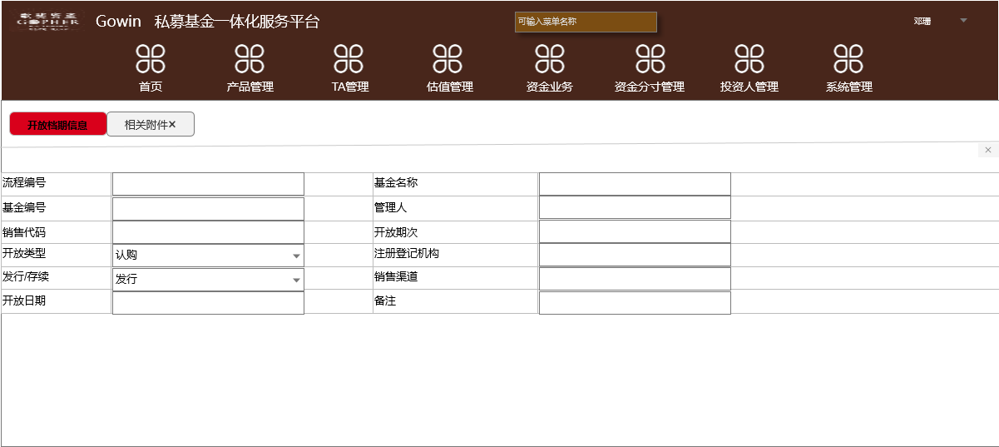 歌斐资产
GOPHER
Gowin 私募基金一体化服务平台
可输入菜单名称
邓珊
首页
产品管理
TA管理
估值管理
资金业务
资金分寸管理
投资人管理
系统管理
开放档期信息
相关附件×
×
流程编号
基金名称
基金编号
管理人
销售代码
开放期次
开放类型
认购
注册登记机构
发行/存续
发行
销售渠道
开放日期
备注